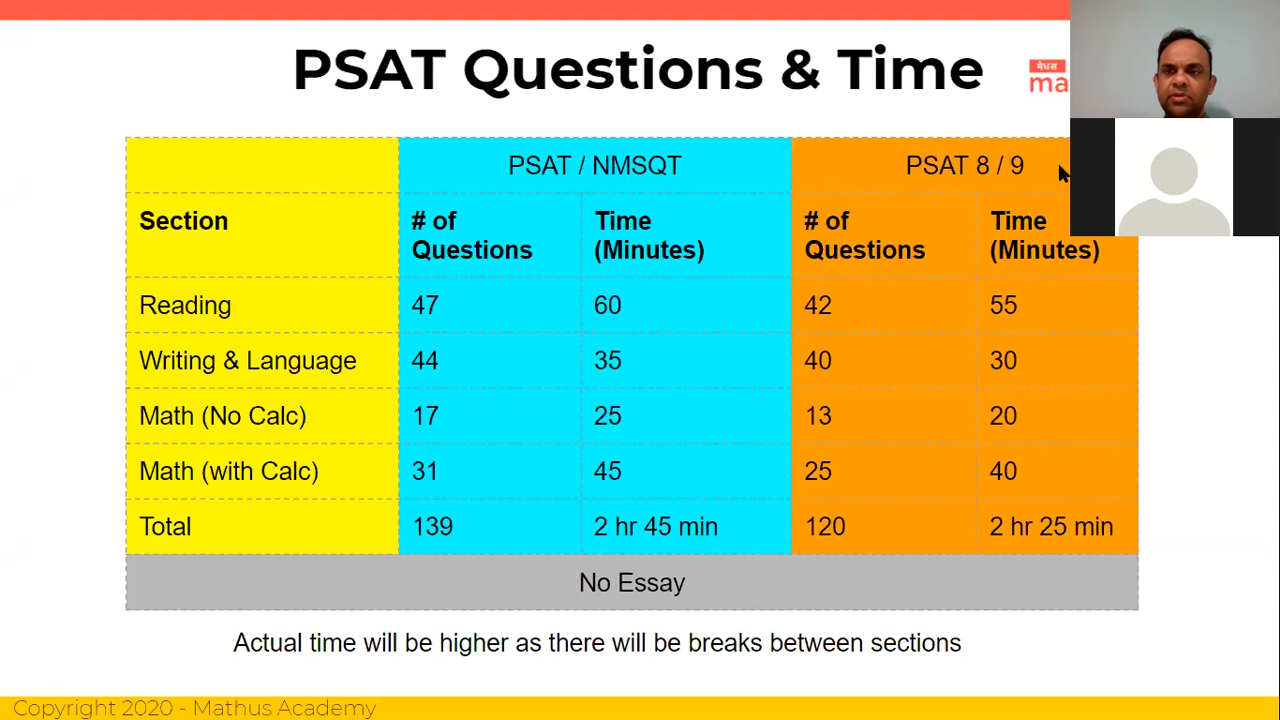 PSAT Questions & Time
ਮੈਥਸ
ma
PSAT / NMSQT PSAT 8 / 9
Section # of Questions Time (Minutes) # of Questions Time (Minutes)
Reading 47 60 42 55
Writing & Language 44 35 40 30
Math (No Calc) 17 25 13 20
Math (with Calc) 31 45 25 40
Total 139 2 hr 45 min 120 2 hr 25 min
No Essay
Actual time will be higher as there will be breaks between sections
Copyright 2020 - Mathus Academy